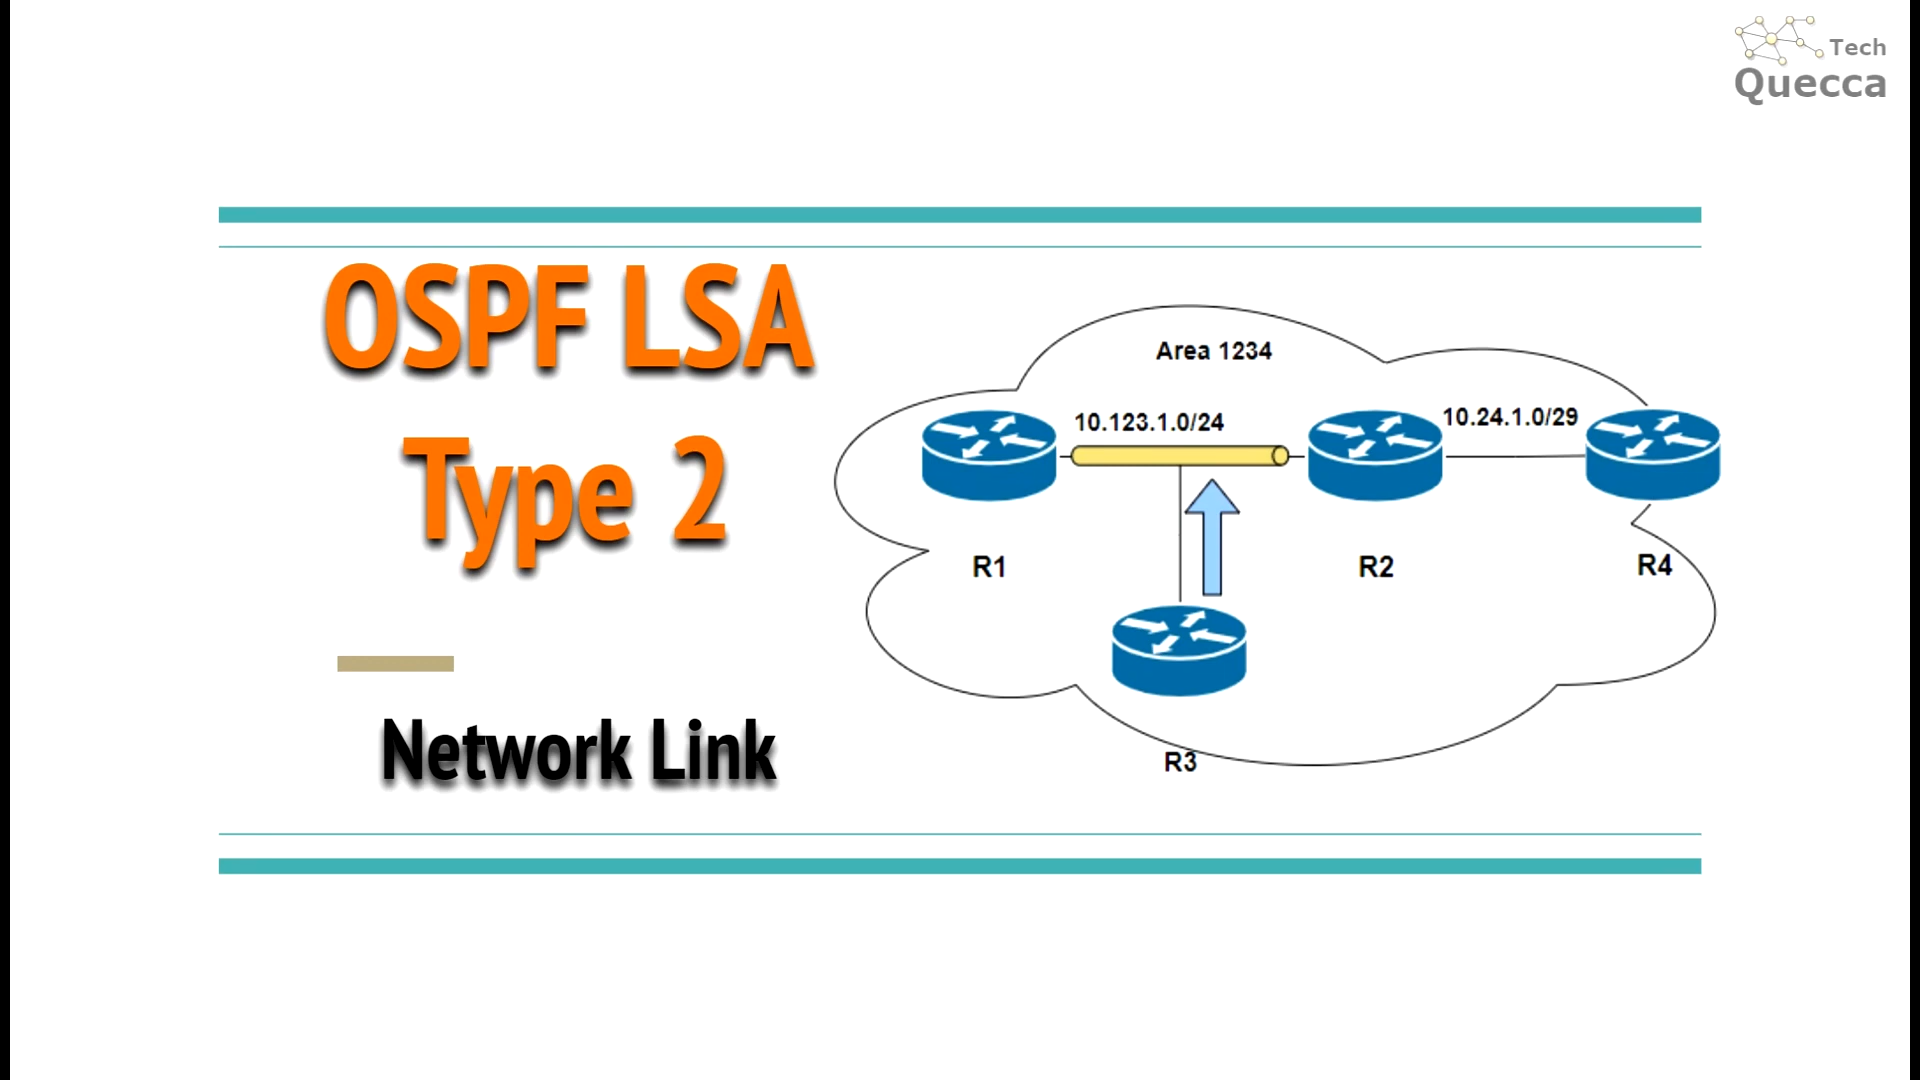 Tech
Quecca
OSPF LSA
Type 2
Network Link
Area 1234
10.123.1.0/24
10.24.1.0/29
R1
R2
R4
R3